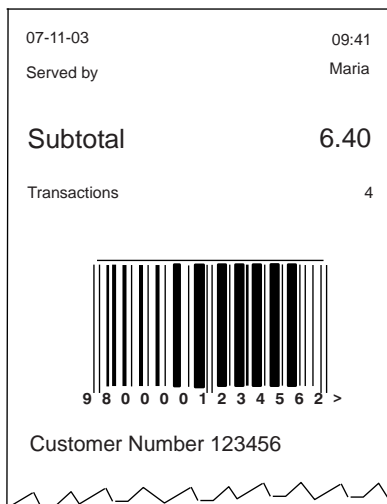 07-11-03 09:41
Served by Maria
Subtotal 6.40
Transactions 4
9 8 0 0 0 0 1 2 3 4 5 6 2 >
Customer Number 123456